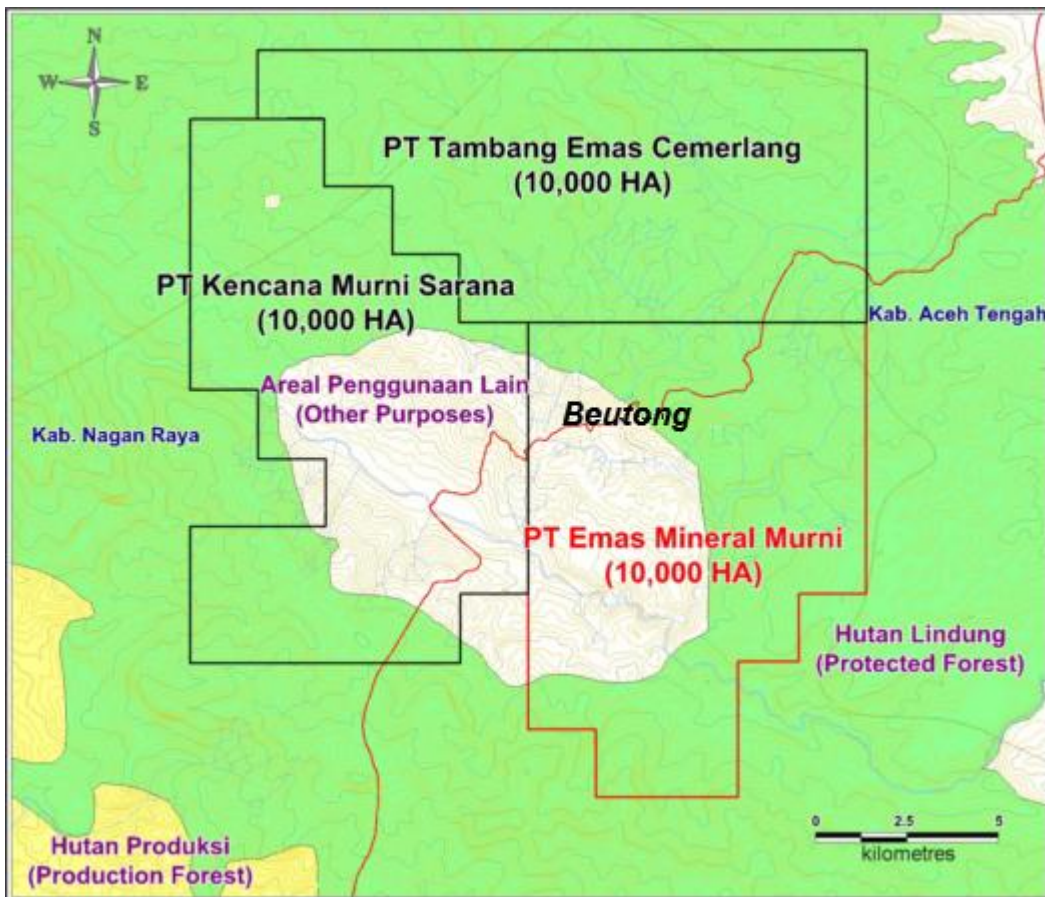 N
W E
S
PT Tambang Emas Cemerlang
(10,000 HA)
PT Kencana Murni Sarana
(10,000 HA)
Kab. Aceh Tengah
Areal Penggunaan Lain
(Other Purposes)
Beutong
Kab. Nagan Raya
PT Emas Mineral Murni
(10,000 HA)
Hutan Lindung
(Protected Forest)
0 2.5 5
kilometres
Hutan Produksi
(Production Forest)